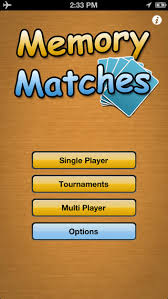 2:33 PM
Memory
Matches
Single Player
Tournaments
Multi Player
Options